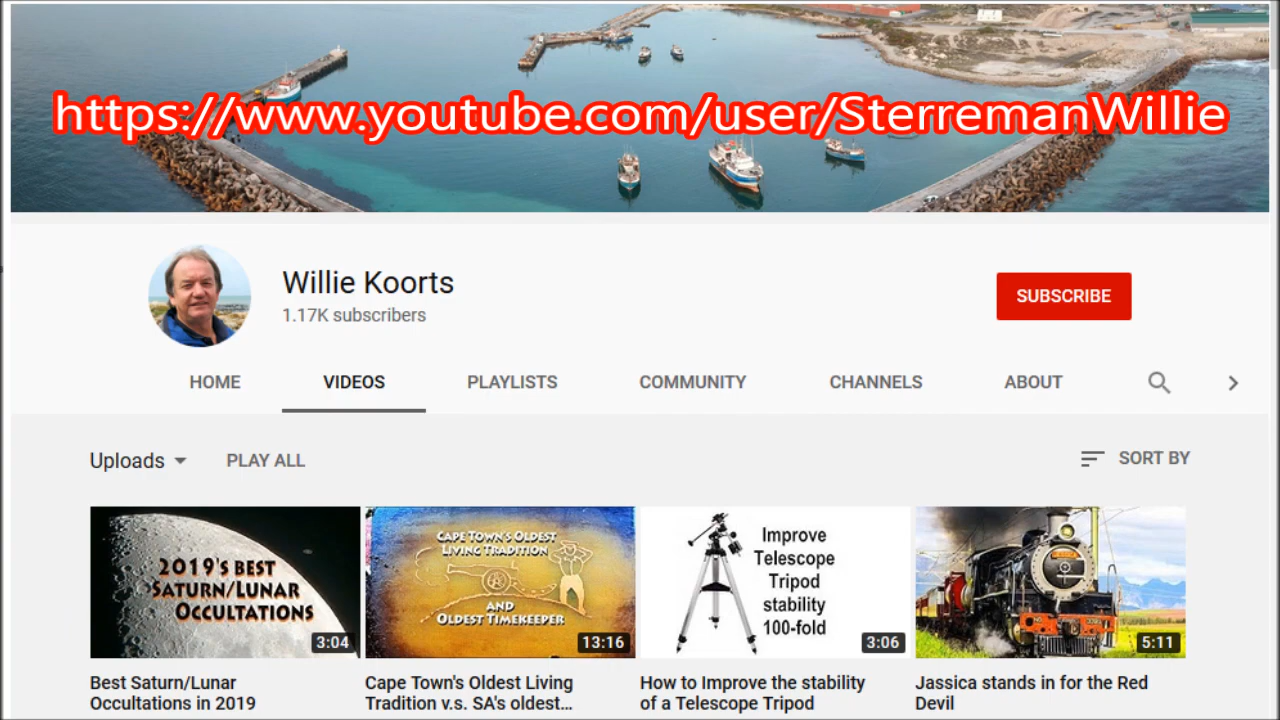 https://www.youtube.com/user/SterremanWillie
Willie Koorts
1.17K subscribers
SUBSCRIBE
HOME VIDEOS PLAYLISTS COMMUNITY CHANNELS ABOUT
Uploads PLAY ALL SORT BY
2019's BEST
SATURN/LUNAR
OCCULTATIONS
3:04
CAPE TOWN'S OLDEST
LIVING TRADITION
AND
OLDEST TIMEKEEPER
13:16
Improve
Telescope
Tripod
stability
100-fold
3:06
5:11
Best Saturn/Lunar
Occultations in 2019
Cape Town's Oldest Living
Tradition v.s. SA's oldest...
How to Improve the stability
of a Telescope Tripod
Jassica stands in for the Red
Devil